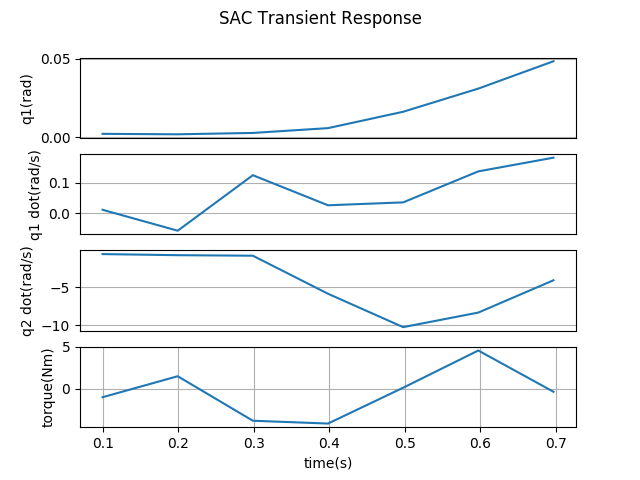 SAC Transient Response
0.05
0.00
q1(rad)
0.1
0.0
q1 dot(rad/s)
−5
−10
q2 dot(rad/s)
5
0
torque(Nm)
0.1 0.2 0.3 0.4 0.5 0.6 0.7
time(s)